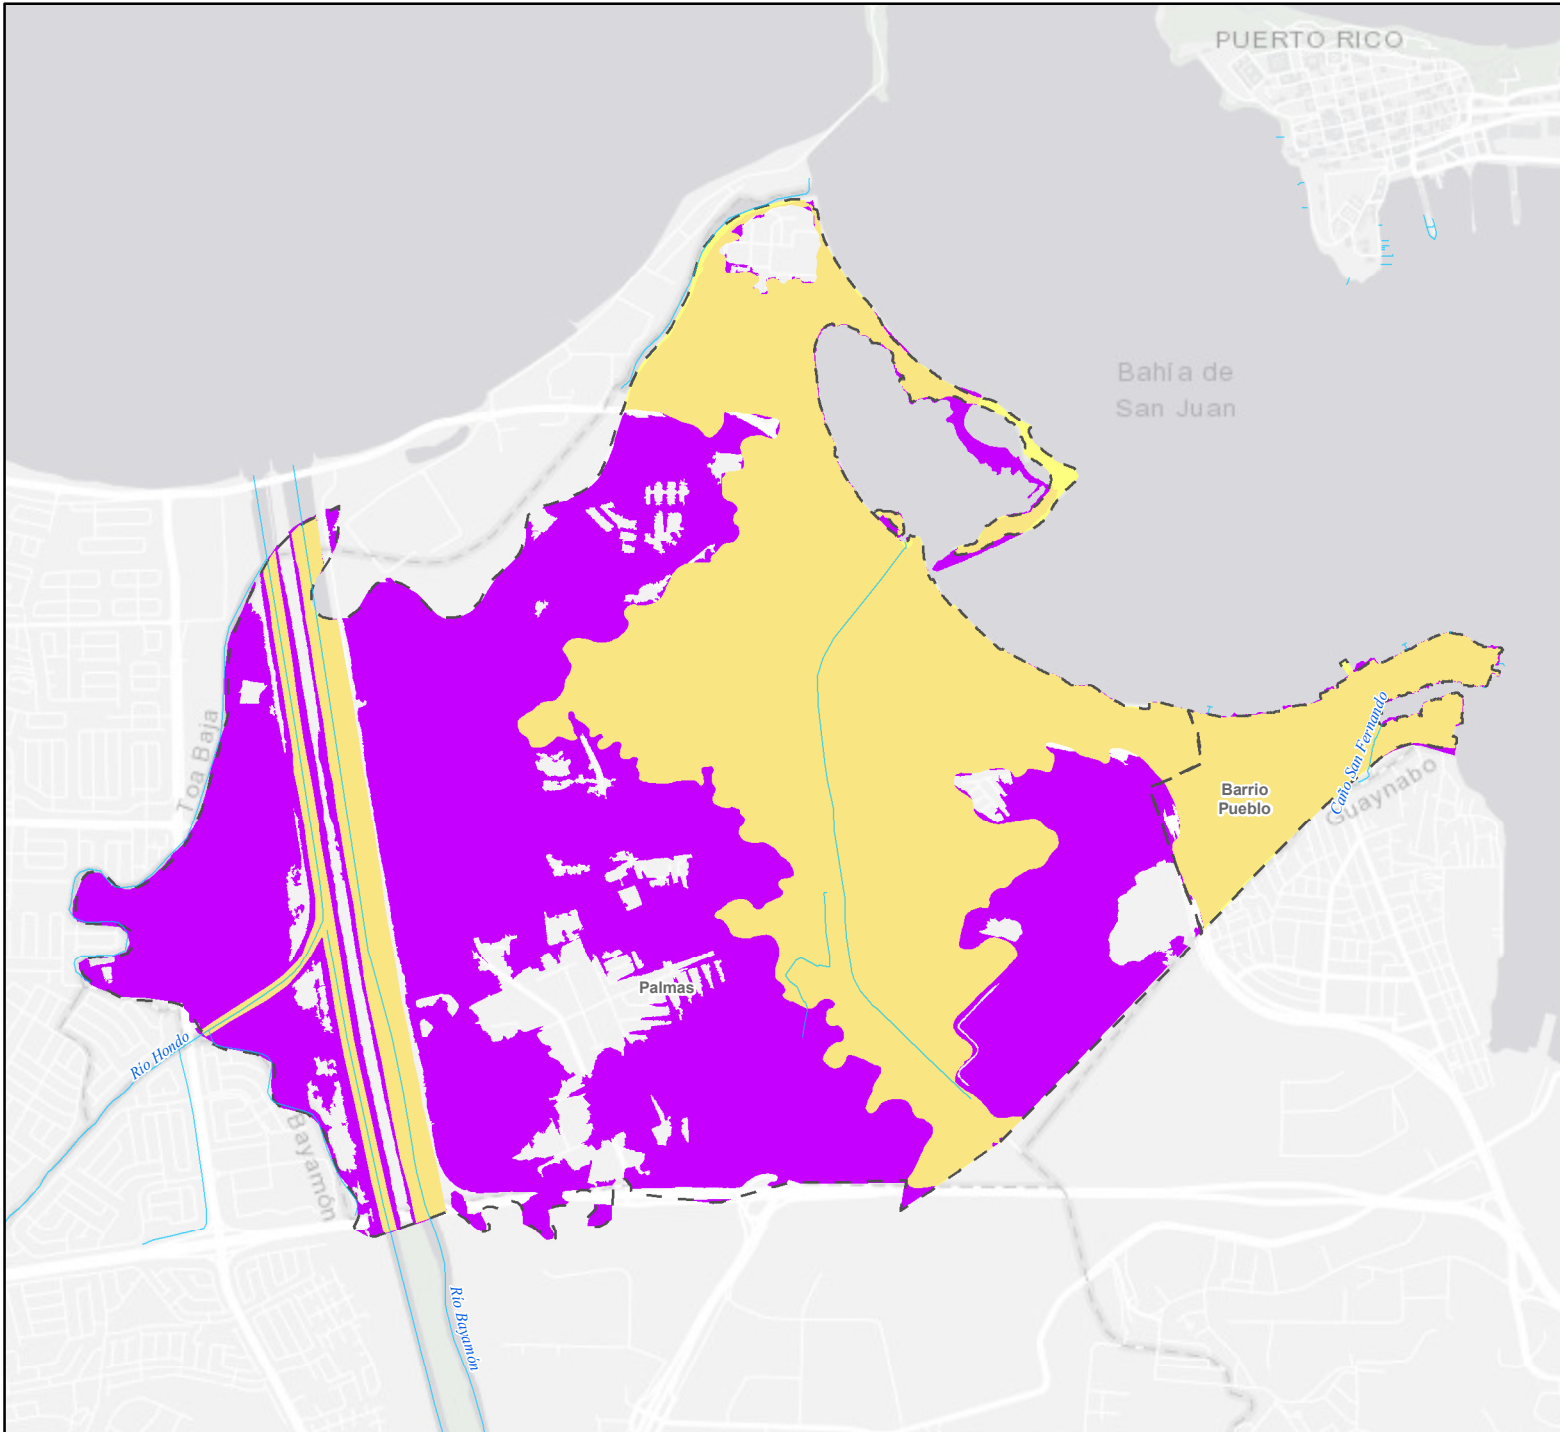 PUERTO RICO
Bahía de
San Juan
Toa Baja
Caño San Fernando
Guaynabo
Barrio
Pueblo
Palmas
Río Hondo
Bayamón
Río Bayamón